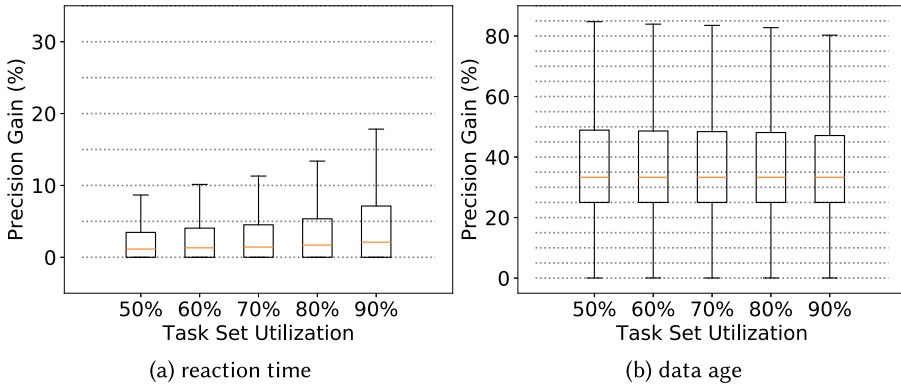 Precision Gain (%)
30
20
10
0
50% 60% 70% 80% 90%
Task Set Utilization
(a) reaction time
Precision Gain (%)
80
60
40
20
0
50% 60% 70% 80% 90%
Task Set Utilization
(b) data age